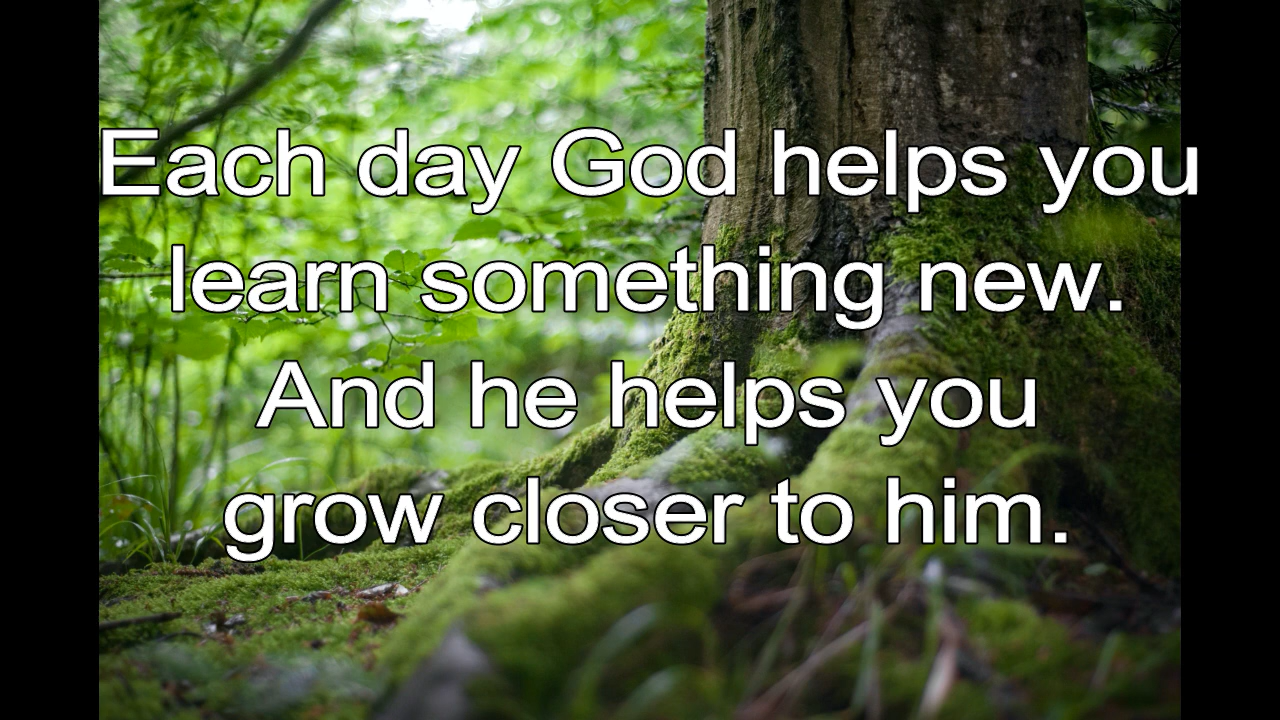 Each day God helps you
learn something new.
And he helps you
grow closer to him.